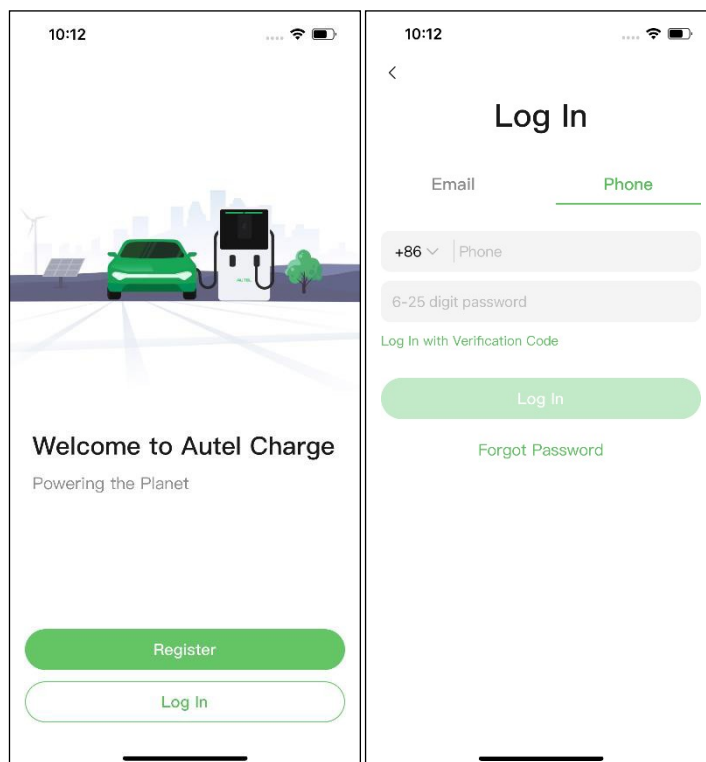 10:12
Welcome to Autel Charge
Powering the Planet
Register
Log In
10:12
Log In
Email Phone
+86 Phone
6-25 digit password
Log In with Verification Code
Log In
Forgot Password